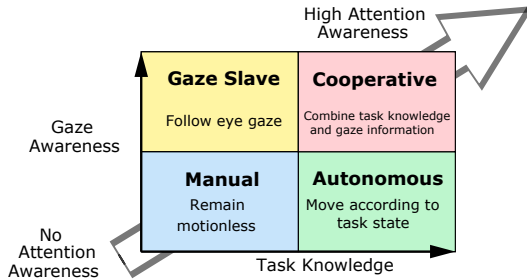 High Attention
Awareness
Gaze Slave
Cooperative
Follow eye gaze
Combine task knowledge
and gaze information
Gaze
Awareness
Manual
Autonomous
Remain
motionless
Move according to
task state
No
Attention
Awareness
Task Knowledge